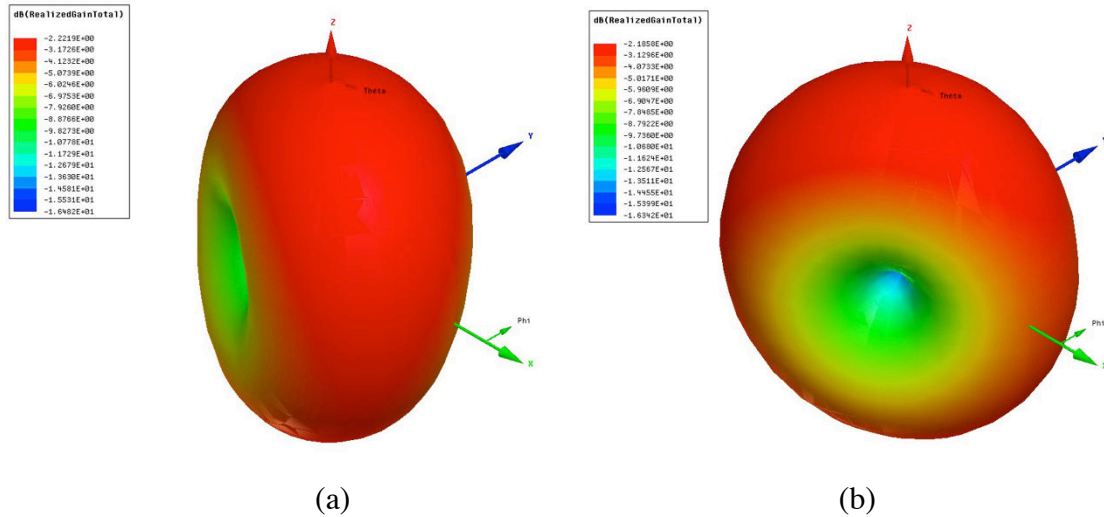 dB(RealizedGainTotal)
-2.2219E+00
-3.1726E+00
-4.1232E+00
-5.0739E+00
-6.0246E+00
-6.9753E+00
-7.9260E+00
-8.8766E+00
-9.8273E+00
-1.0778E+01
-1.1729E+01
-1.2679E+01
-1.3630E+01
-1.4581E+01
-1.5531E+01
-1.6482E+01
Z
Theta
Y
Phi
X
(a)
dB(RealizedGainTotal)
-2.1858E+00
-3.1296E+00
-4.0733E+00
-5.0171E+00
-5.9609E+00
-6.9047E+00
-7.8485E+00
-8.7922E+00
-9.7360E+00
-1.0680E+01
-1.1624E+01
-1.2567E+01
-1.3511E+01
-1.4455E+01
-1.5399E+01
-1.6342E+01
Z
Theta
Phi
(b)